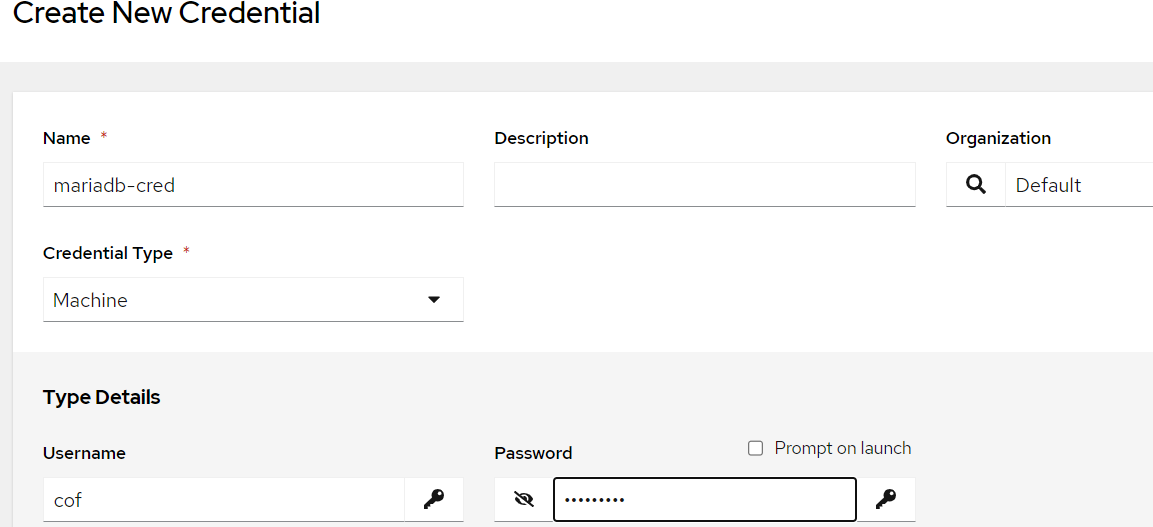 Create New Credential
Name * Description Organization
mariadb-cred Default
Credential Type *
Machine
Type Details
Username Password Prompt on launch
cof •••••••••